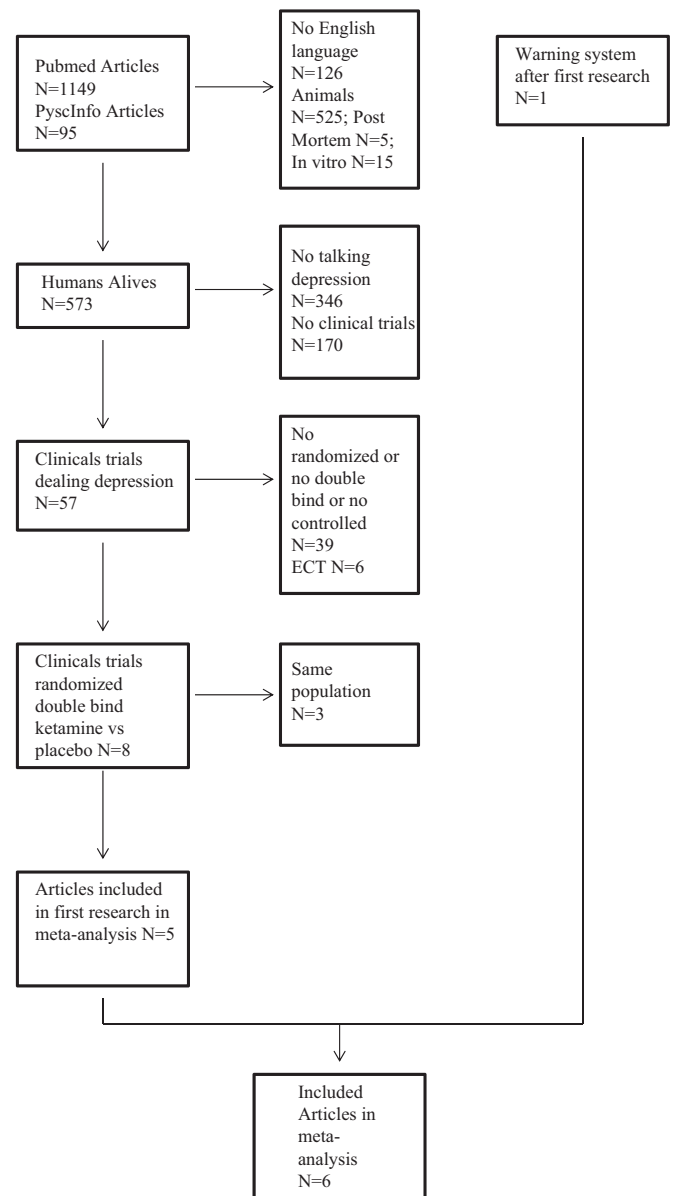 Pubmed Articles
N=1149
PyscInfo Articles
N=95
No English
language
N=126
Animals
N=525; Post
Mortem N=5;
In vitro N=15
Warning system
after first research
N=1
Humans Alives
N=573
No talking
depression
N=346
No clinical trials
N=170
Clinicals trials
dealing depression
N=57
No
randomized or
no double
bind or no
controlled
N=39
ECT N=6
Clinicals trials
randomized
double bind
ketamine vs
placebo N=8
Same
population
N=3
Articles included
in first research in
meta-analysis N=5
Included
Articles in
meta-
analysis
N=6